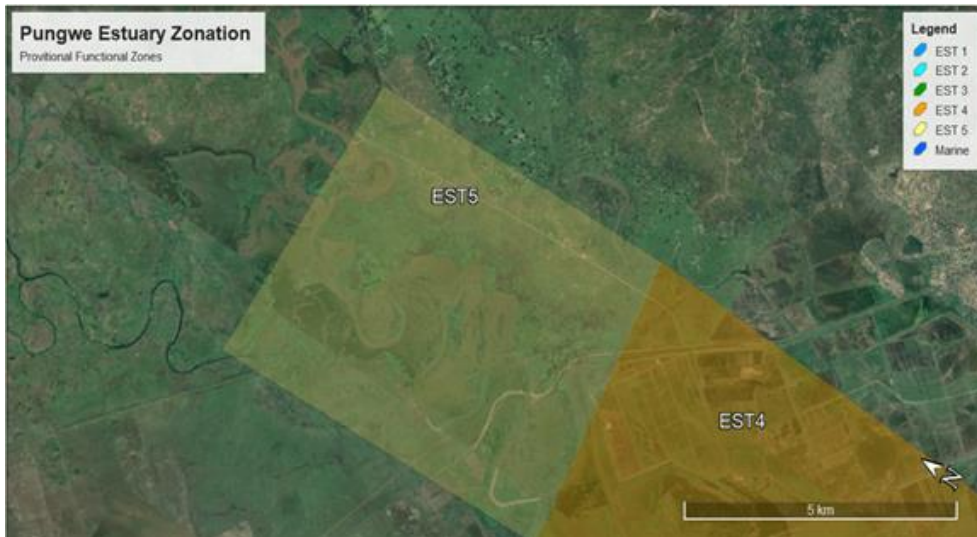 Pungwe Estuary Zonation
Provitional Functional Zones
Legend
EST 1
EST 2
EST 3
EST 4
EST 5
Marine
EST5
EST4
N
5 km